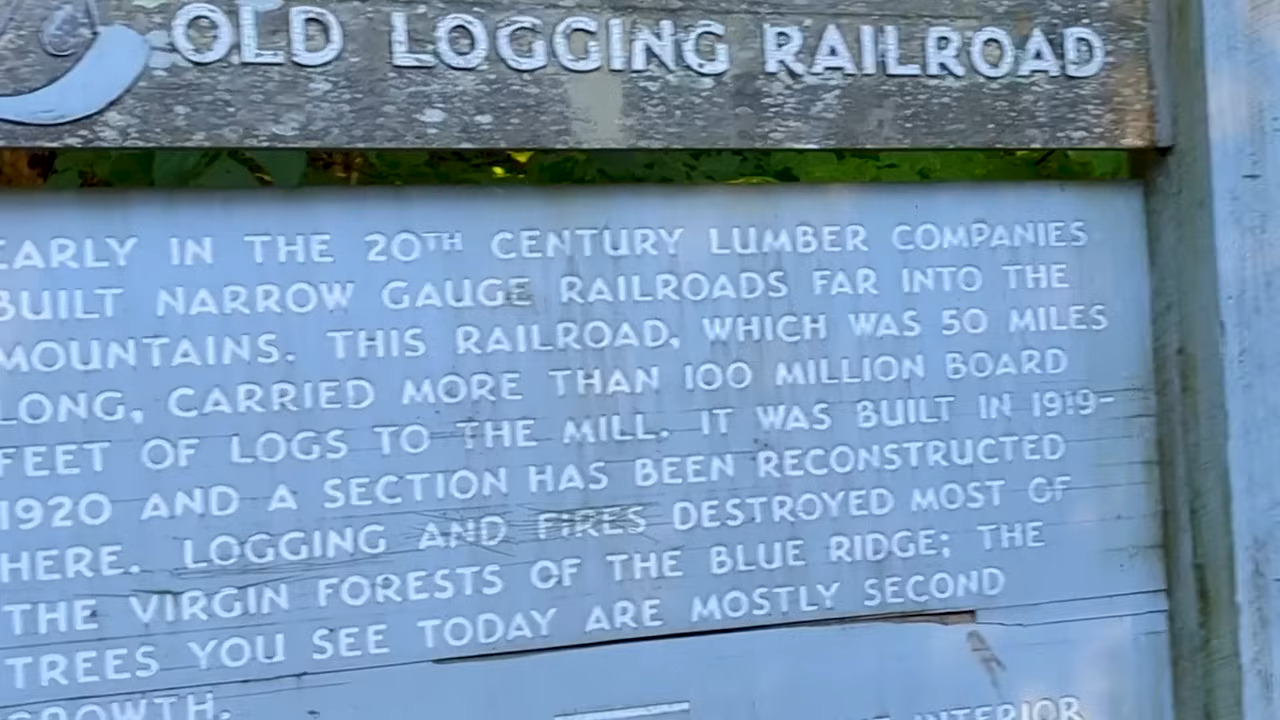 OLD LOGGING RAILROAD
EARLY IN THE 20TH CENTURY LUMBER COMPANIES
BUILT NARROW GAUGE RAILROADS FAR INTO THE
MOUNTAINS. THIS RAILROAD, WHICH WAS 50 MILES
LONG, CARRIED MORE THAN 100 MILLION BOARD
FEET OF LOGS TO THE MILL. IT WAS BUILT IN 1919-
1920 AND A SECTION HAS BEEN RECONSTRUCTED
HERE. LOGGING AND FIRES DESTROYED MOST OF
THE VIRGIN FORESTS OF THE BLUE RIDGE; THE
TREES YOU SEE TODAY ARE MOSTLY SECOND
GROWTH.
INTERIOR